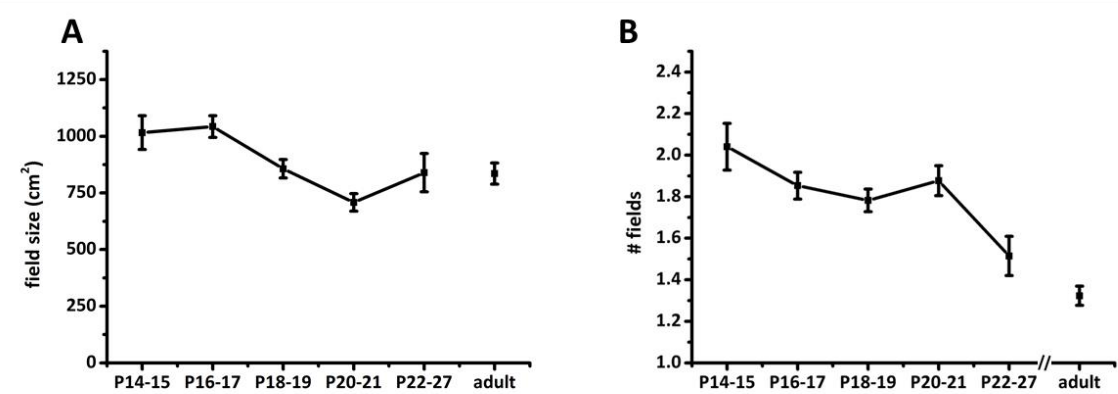 A
field size (cm²)
1250
1000
750
500
250
0
P14-15 P16-17 P18-19 P20-21 P22-27 adult
B
# fields
2.4
2.2
2.0
1.8
1.6
1.4
1.2
1.0
P14-15 P16-17 P18-19 P20-21 P22-27 // adult